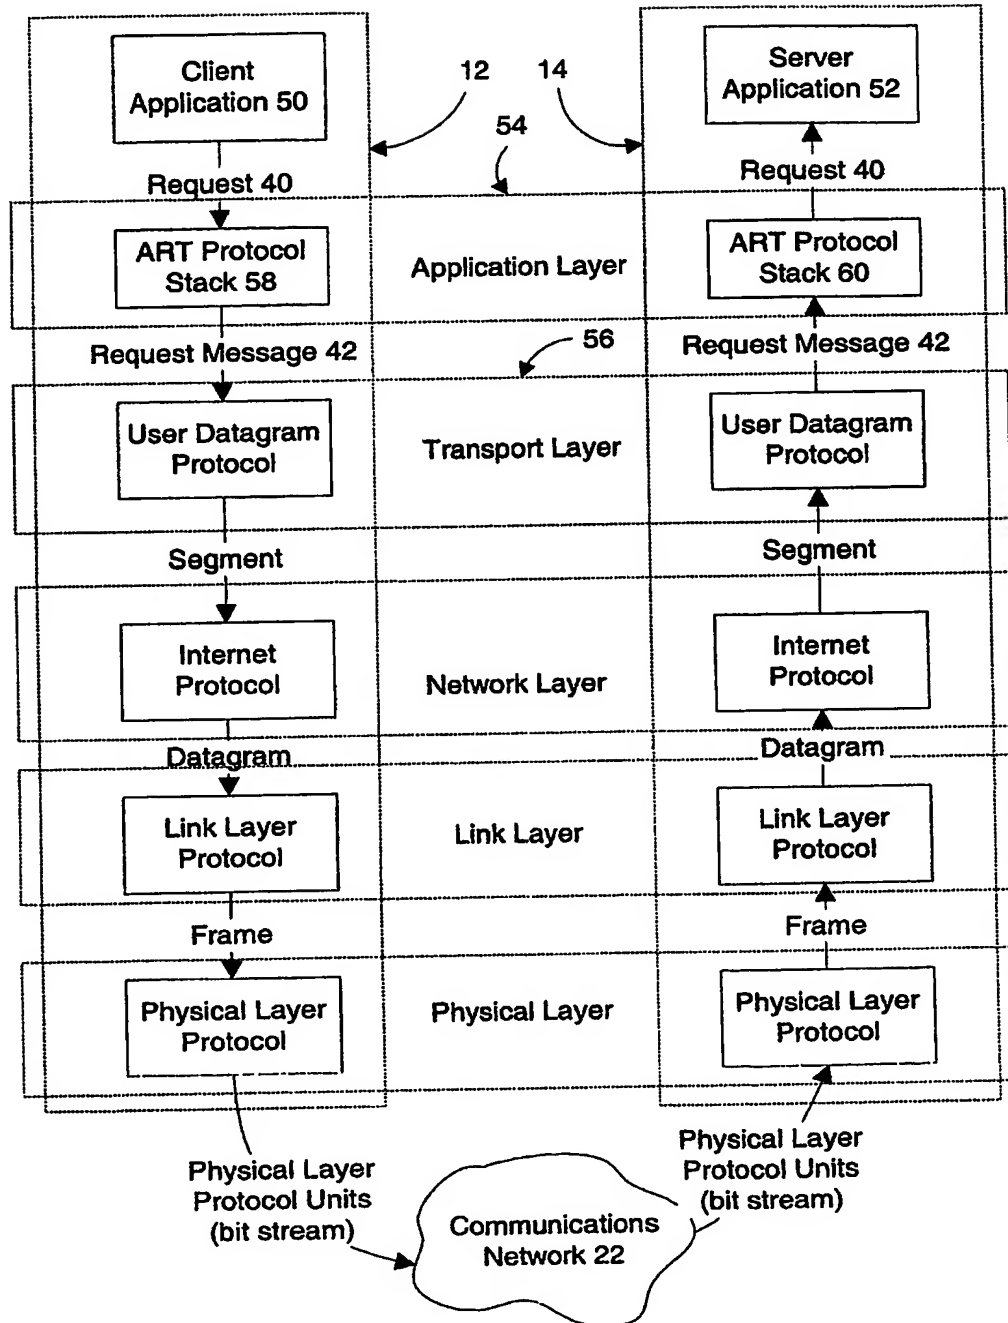 Client
Application 50
12
14
Server
Application 52
54
Request 40
Request 40
ART Protocol
Stack 58
Application Layer
ART Protocol
Stack 60
Request Message 42
56
Request Message 42
User Datagram
Protocol
Transport Layer
User Datagram
Protocol
Segment
Segment
Internet
Protocol
Network Layer
Internet
Protocol
Datagram
Datagram
Link Layer
Protocol
Link Layer
Link Layer
Protocol
Frame
Frame
Physical Layer
Protocol
Physical Layer
Physical Layer
Protocol
Physical Layer
Protocol Units
(bit stream)
Communications
Network 22
Physical Layer
Protocol Units
(bit stream)